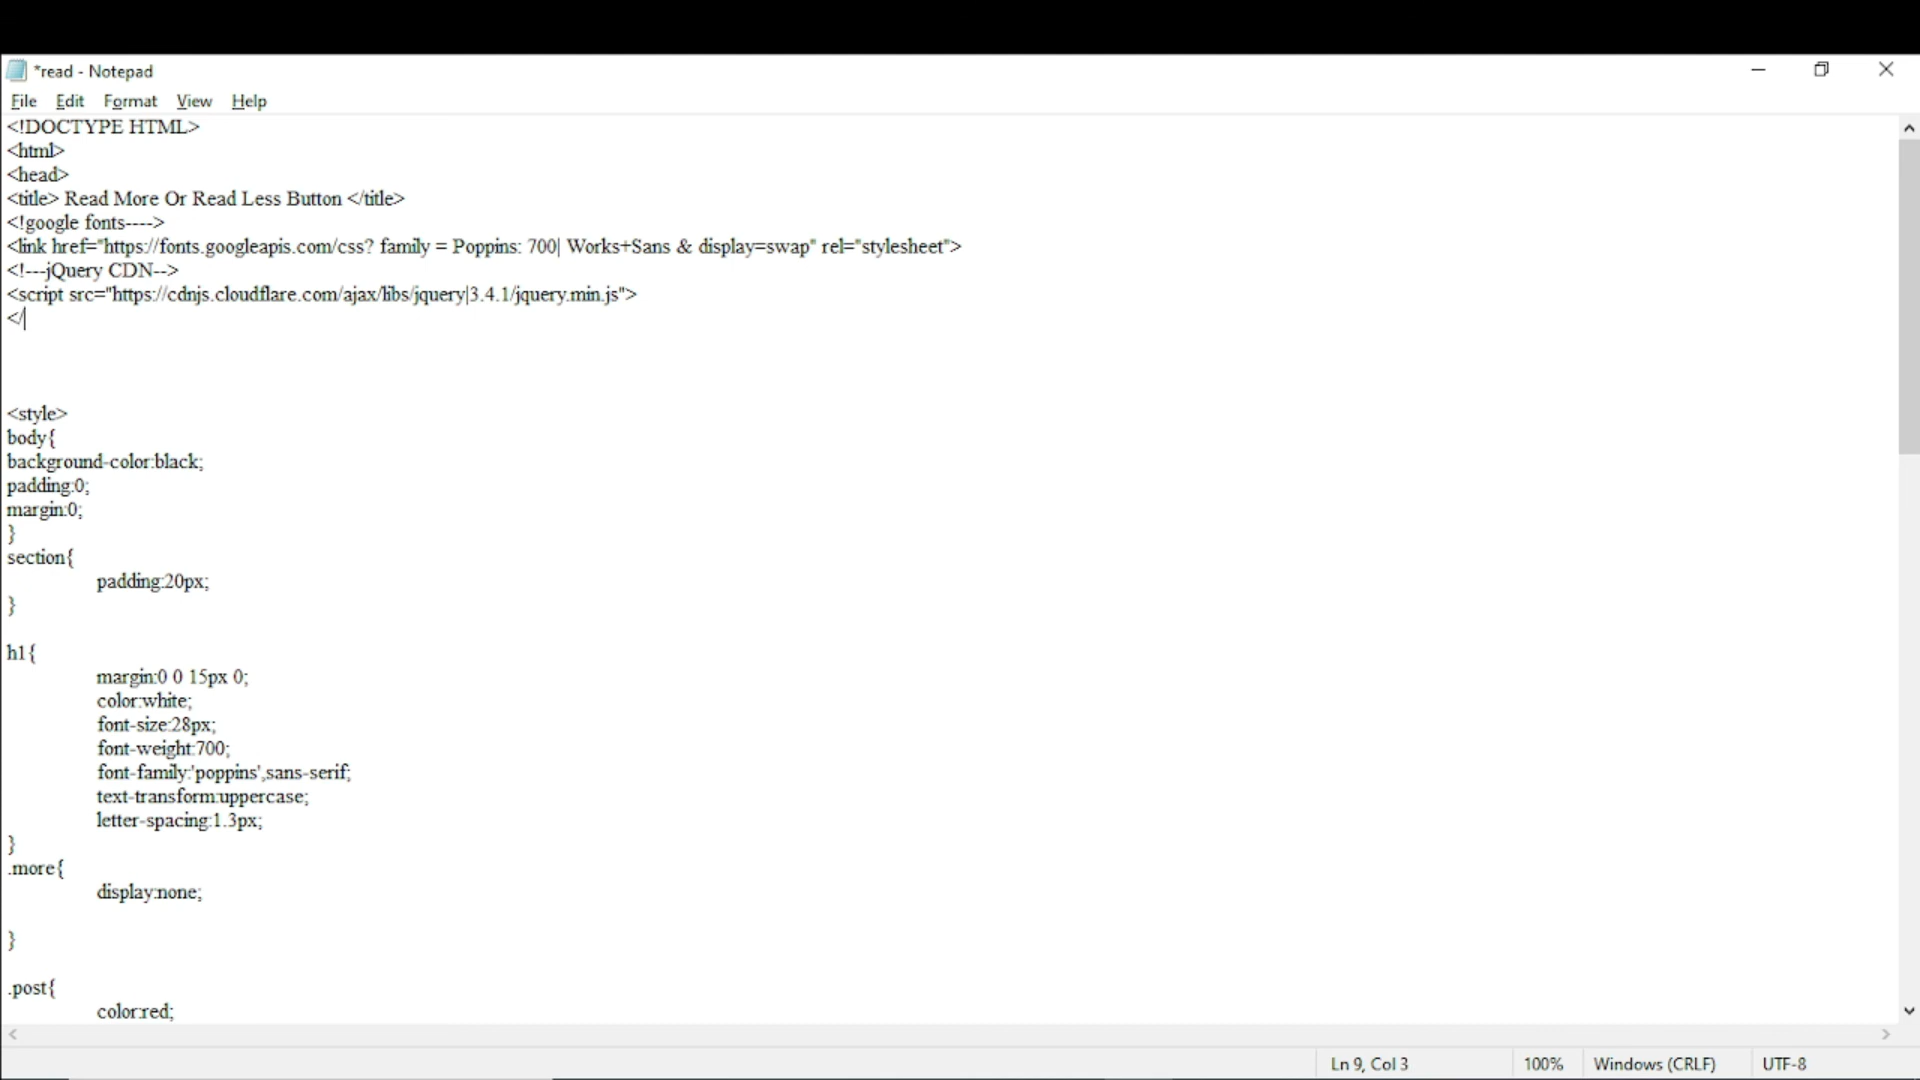 *read - Notepad
File Edit Format View Help
<!DOCTYPE HTML>
<html>
<head>
<title> Read More Or Read Less Button </title>
<!google fonts---->
<link href="https://fonts.googleapis.com/css? family = Poppins: 700| Works+Sans & display=swap" rel="stylesheet">
<!---jQuery CDN-->
<script src="https://cdnjs.cloudflare.com/ajax/libs/jquery|3.4.1/jquery.min.js">
</
<style>
body{
background-color:black;
padding:0;
margin:0;
}
section{
padding:20px;
}
h1{
margin:0 0 15px 0;
color:white;
font-size:28px;
font-weight:700;
font-family:'poppins',sans-serif;
text-transform:uppercase;
letter-spacing:1.3px;
}
.more{
display:none;
}
.post{
color:red;
Ln 9, Col 3 100% Windows (CRLF) UTF-8